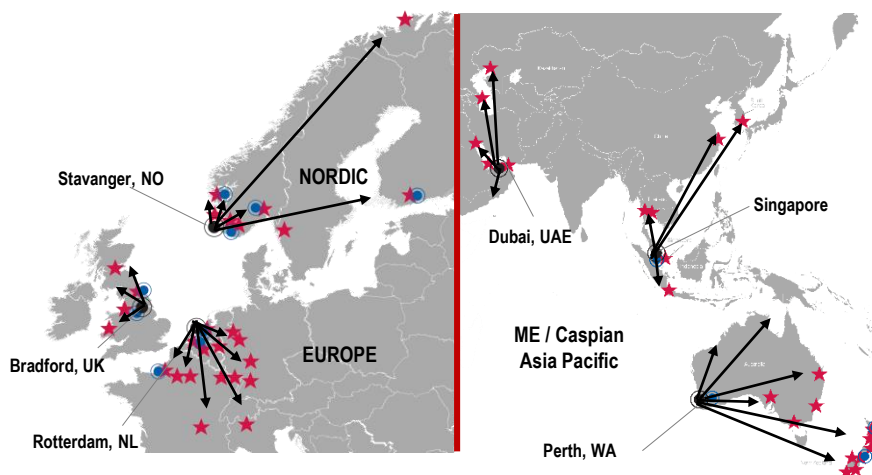 Stavanger, NO
NORDIC
Bradford, UK
EUROPE
Rotterdam, NL
Dubai, UAE
Singapore
ME / Caspian
Asia Pacific
Perth, WA